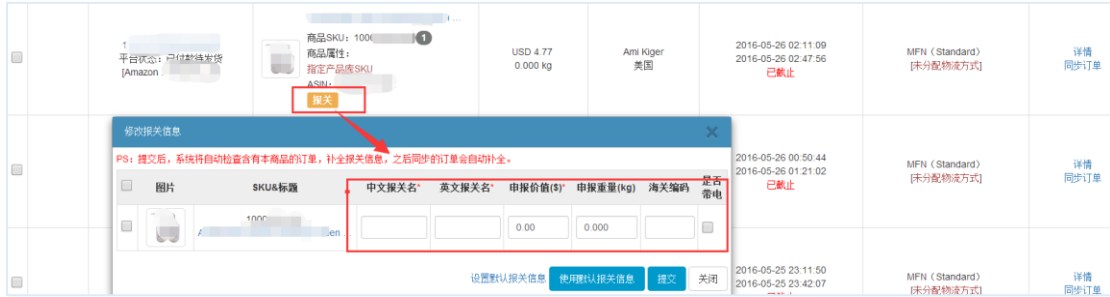 商品SKU：100
1
商品属性：
平台状态：已付款待发货
指定产品库SKU
[Amazon
ASIN：
报关
USD 4.77
0.000 kg
Ami Kiger
美国
2016-05-26 02:11:09
2016-05-26 02:47:56
已截止
MFN（Standard）
[未分配物流方式]
详情
同步订单
修改报关信息
PS：提交后，系统将自动检查含有本商品的订单，补全报关信息，之后同步的订单会自动补全。
图片 SKU&标题 中文报关名* 英文报关名* 申报价值($)* 申报重量(kg) 海关编码 是否带电
1000
en ...
0.00 0.000
设置默认报关信息 使用默认报关信息 提交 关闭
2016-05-26 00:50:44
2016-05-26 01:21:02
已截止
MFN（Standard）
[未分配物流方式]
详情
同步订单
2016-05-25 23:11:50
2016-05-25 23:42:07
MFN（Standard）
[未分配物流方式]
详情
同步订单